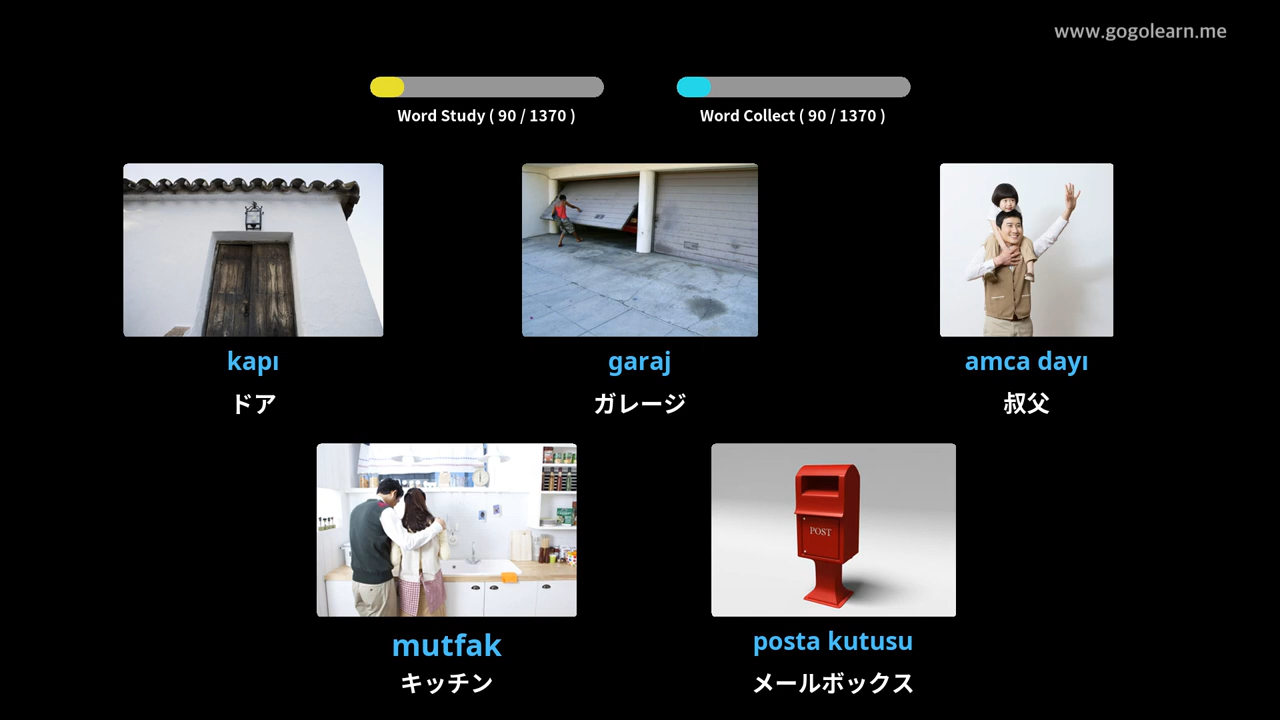 www.gogolearn.me
Word Study ( 90 / 1370 )
Word Collect ( 90 / 1370 )
kapı
ドア
garaj
ガレージ
amca dayı
叔父
mutfak
キッチン
POST
posta kutusu
メールボックス